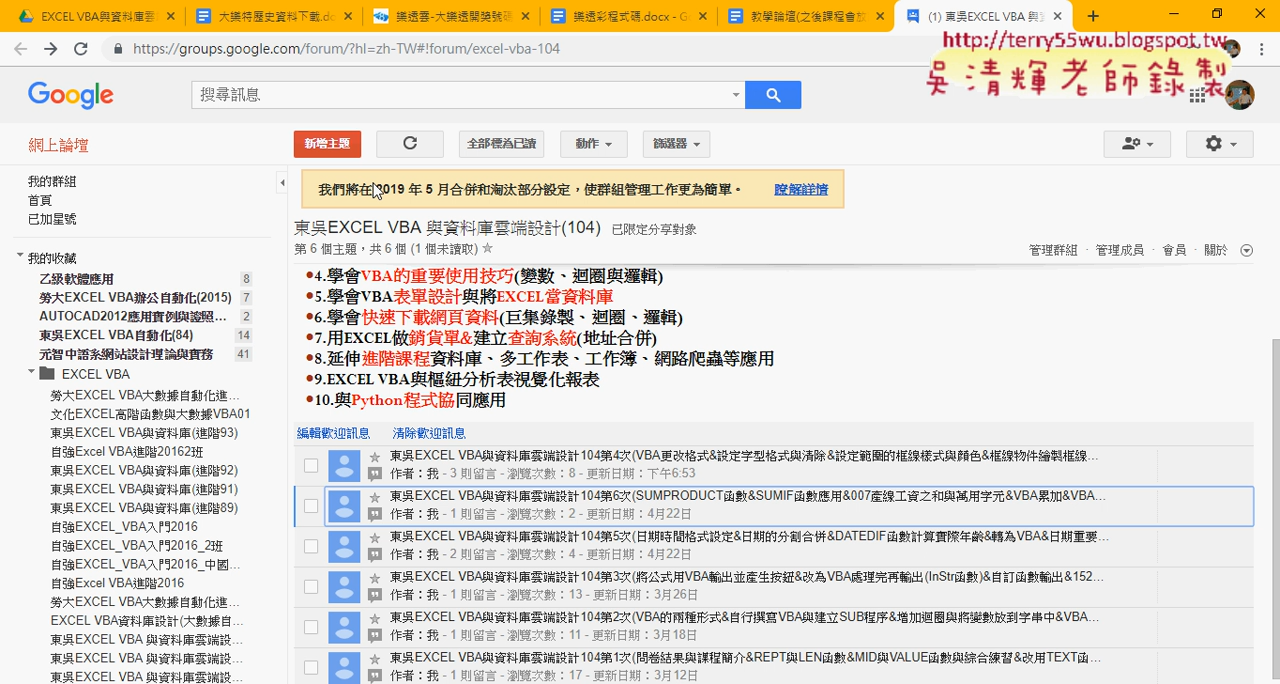 EXCEL VBA與資料庫雲
大樂特歷史資料下載.do
樂透雲-大樂透開獎號碼
樂透彩程式碼.docx - G
教學論壇(之後課程會放
(1) 東吳EXCEL VBA 與
https://groups.google.com/forum/?hl=zh-TW#!forum/excel-vba-104
http://terry55wu.blogspot.tw
吳清輝老師錄製
Google
搜尋訊息
網上論壇
新增主題
全部標為已讀
動作
篩選器
我的群組
首頁
已加星號
我們將在 2019 年 5 月合併和淘汰部分設定，使群組管理工作更為簡單。
瞭解詳情
東吳EXCEL VBA 與資料庫雲端設計(104) 已限定分享對象
第 6 個主題，共 6 個 (1 個未讀取)
管理群組 · 管理成員 · 會員 · 關於
我的收藏
乙級軟體應用 8
勞大EXCEL VBA辦公自動化(2015) 7
AUTOCAD2012應用實例與證照... 2
東吳EXCEL VBA自動化(84) 14
元智中語系網站設計理論與實務 41
EXCEL VBA
勞大EXCEL VBA大數據自動化進...
文化EXCEL高階函數與大數據VBA01
東吳EXCEL VBA與資料庫(進階93)
自強Excel VBA進階20162班
東吳EXCEL VBA與資料庫(進階92)
東吳EXCEL VBA與資料庫(進階91)
東吳EXCEL VBA與資料庫(進階89)
自強EXCEL_VBA入門2016
自強EXCEL_VBA入門2016_2班
自強EXCEL_VBA入門2016_中國...
自強Excel VBA進階2016
勞大EXCEL VBA大數據自動化進...
EXCEL VBA資料庫設計(大數據自...
東吳EXCEL VBA 與資料庫雲端設...
東吳EXCEL VBA 與資料庫雲端設...
東吳EXCEL VBA 與資料庫雲端設...
•4.學會VBA的重要使用技巧(變數、迴圈與邏輯)
•5.學會VBA表單設計與將EXCEL當資料庫
•6.學會快速下載網頁資料(巨集錄製、迴圈、邏輯)
•7.用EXCEL做銷貨單&建立查詢系統(地址合併)
•8.延伸進階課程資料庫、多工作表、工作簿、網路爬蟲等應用
•9.EXCEL VBA與樞紐分析表視覺化報表
•10.與Python程式協同應用
編輯歡迎訊息 清除歡迎訊息
東吳EXCEL VBA與資料庫雲端設計104第4次(VBA更改格式&設定字型格式與清除&設定範圍的框線樣式與顏色&框線物件繪製框線...
作者：我 - 3 則留言 - 瀏覽次數：8 - 更新日期：下午6:53
東吳EXCEL VBA與資料庫雲端設計104第6次(SUMPRODUCT函數&SUMIF函數應用&007產線工資之和與萬用字元&VBA累加&VBA...
作者：我 - 1 則留言 - 瀏覽次數：2 - 更新日期：4月22日
東吳EXCEL VBA與資料庫雲端設計104第5次(日期時間格式設定&日期的分割合併&DATEDIF函數計算實際年齡&轉為VBA&日期重要...
作者：我 - 2 則留言 - 瀏覽次數：4 - 更新日期：4月22日
東吳EXCEL VBA與資料庫雲端設計104第3次(將公式用VBA輸出並產生按鈕&改為VBA處理完再輸出(InStr函數)&自訂函數輸出&152...
作者：我 - 1 則留言 - 瀏覽次數：13 - 更新日期：3月26日
東吳EXCEL VBA與資料庫雲端設計104第2次(VBA的兩種形式&自行撰寫VBA與建立SUB程序&增加迴圈與將變數放到字串中&VBA...
作者：我 - 1 則留言 - 瀏覽次數：11 - 更新日期：3月18日
東吳EXCEL VBA與資料庫雲端設計104第1次(問卷結果與課程簡介&REPT與LEN函數&MID與VALUE函數與綜合練習&改用TEXT函...
作者：我 - 1 則留言 - 瀏覽次數：17 - 更新日期：3月12日